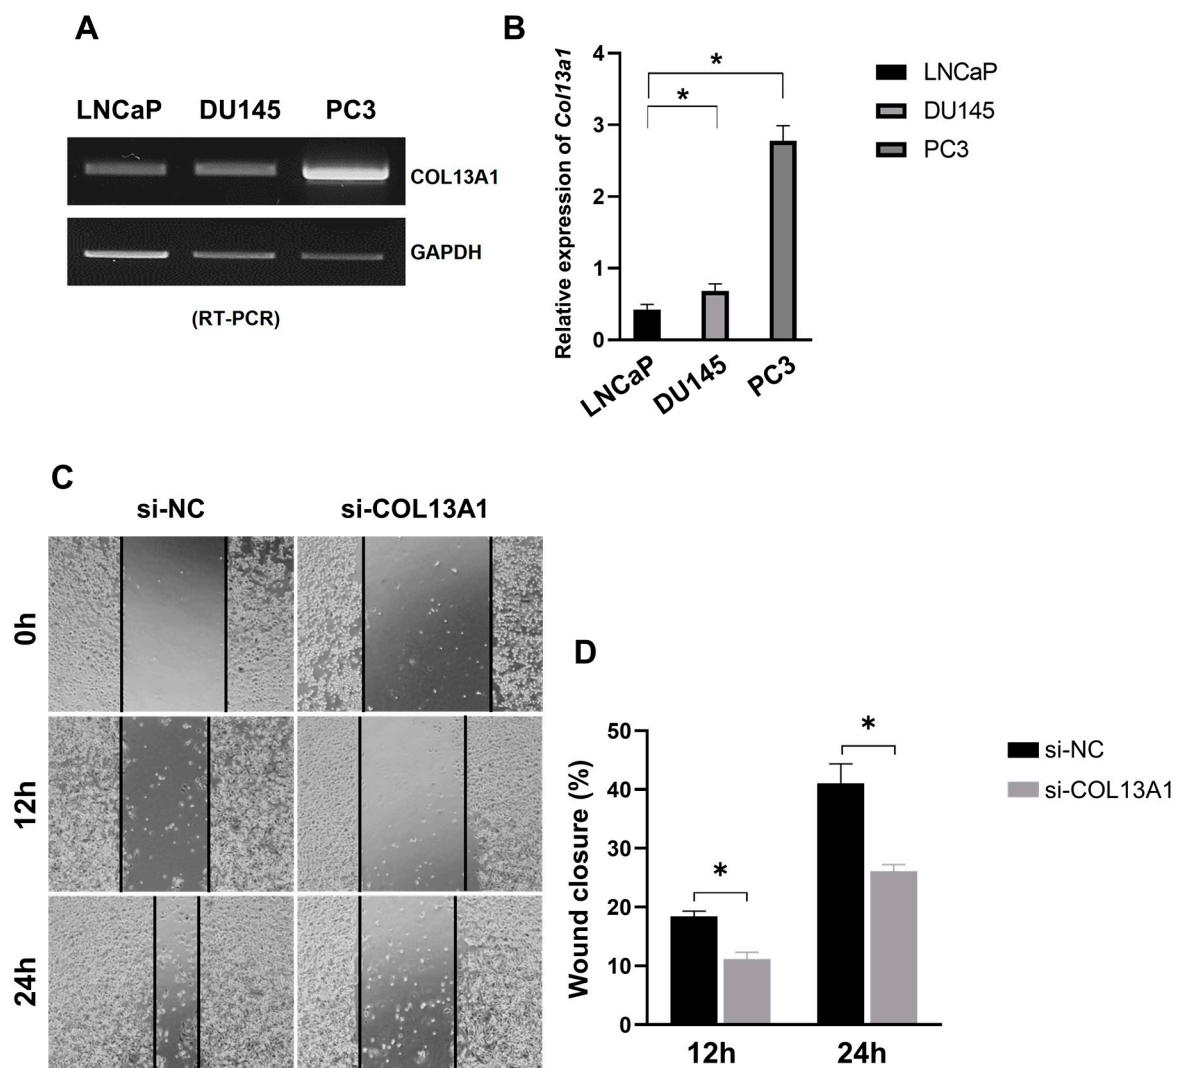 A
LNCaP DU145 PC3
COL13A1
GAPDH
(RT-PCR)
B
Relative expression of Col13a1
4
3
2
1
0
*
*
LNCaP
DU145
PC3
LNCaP
DU145
PC3
C
si-NC si-COL13A1
0h
12h
24h
D
Wound closure (%)
50
40
30
20
10
0
*
*
12h 24h
si-NC
si-COL13A1